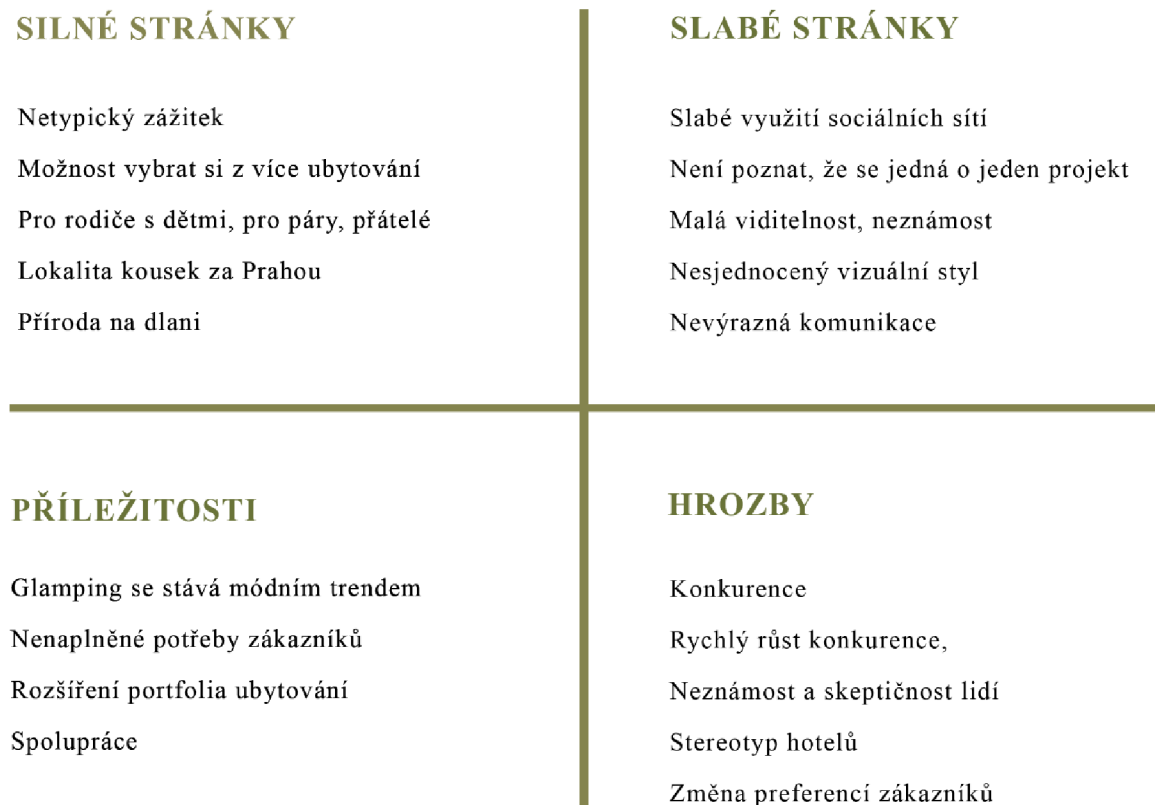 SILNÉ STRÁNKY
Netypický zážitek
Možnost vybrat si z více ubytování
Pro rodiče s dětmi, pro páry, přátelé
Lokalita kousek za Prahou
Příroda na dlani
SLABÉ STRÁNKY
Slabé využití sociálních sítí
Není poznat, že se jedná o jeden projekt
Malá viditelnost, neznámost
Nesjednocený vizuální styl
Nevýrazná komunikace
PŘÍLEŽITOSTI
Glamping se stává módním trendem
Nenaplněné potřeby zákazníků
Rozšíření portfolia ubytování
Spolupráce
HROZBY
Konkurence
Rychlý růst konkurence,
Neznámost a skeptičnost lidí
Stereotyp hotelů
Změna preferencí zákazníků